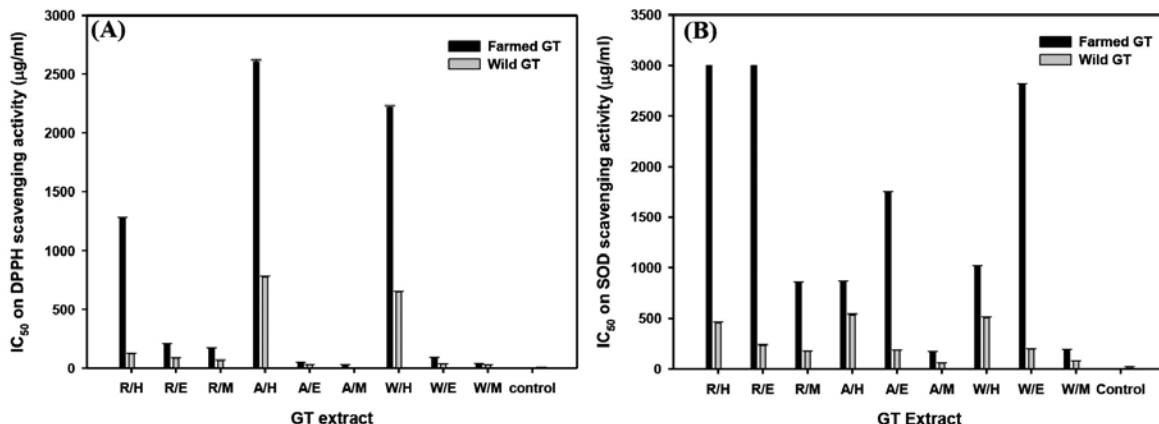 (A)
Farmed GT
Wild GT
IC50 on DPPH scavenging activity (µg/ml)
3000
2500
2000
1500
1000
500
0
R/H R/E R/M A/H A/E A/M W/H W/E W/M control
GT extract
(B)
Farmed GT
Wild GT
IC50 on SOD scavenging activity (µg/ml)
3500
3000
2500
2000
1500
1000
500
0
R/H R/E R/M A/H A/E A/M W/H W/E W/M Control
GT Extract